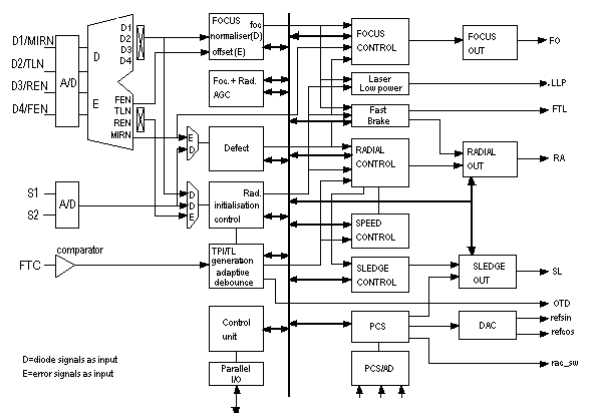 D1/MIRN
D2/TLN
D3/REN
D4/FEN
A/D
D
E
D1
D2
D3
D4
FEN
TLN
REN
MIRN
FOCUS foc
normaliser(D)
offset (E)
Foc. + Rad.
AGC
E
D
Defect
S1
S2
A/D
D
D
E
Rad.
initialisation
control
FTC
comparator
TPI/TL
generation
adaptive
debounce
Control
unit
Parallel
I/O
D=diode signals as input
E=error signals as input
FOCUS
CONTROL
FOCUS
OUT
FO
Laser
Low power
LLP
Fast
Brake
FTL
RADIAL
CONTROL
RADIAL
OUT
RA
SPEED
CONTROL
SLEDGE
CONTROL
SLEDGE
OUT
SL
OTD
PCS
DAC
refsin
refcos
rac_sw
PCS/AD